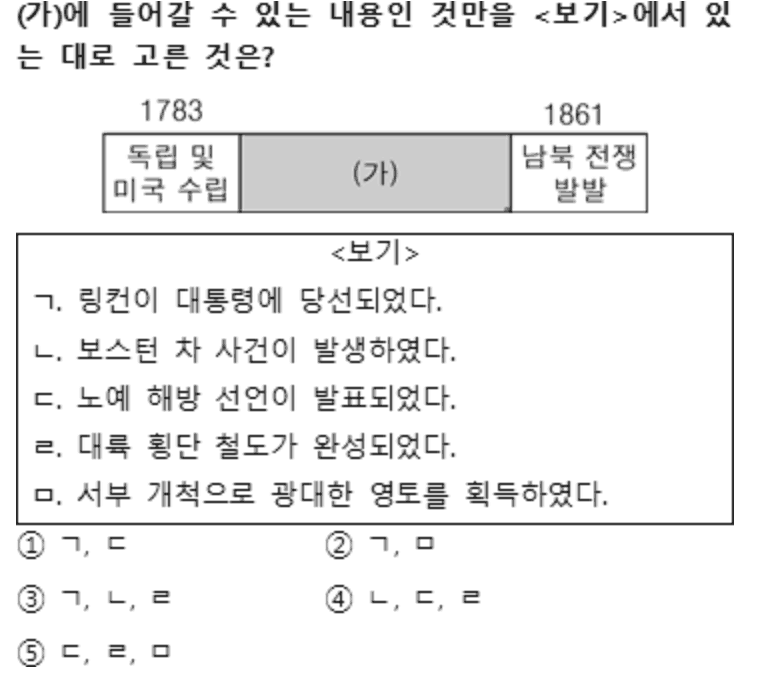 (가)에 들어갈 수 있는 내용인 것만을 <보기>에서 있
는 대로 고른 것은?
1783 1861
독립 및 미국 수립 (가) 남북 전쟁 발발
<보기>
ㄱ. 링컨이 대통령에 당선되었다.
ㄴ. 보스턴 차 사건이 발생하였다.
ㄷ. 노예 해방 선언이 발표되었다.
ㄹ. 대륙 횡단 철도가 완성되었다.
ㅁ. 서부 개척으로 광대한 영토를 획득하였다.
① ㄱ, ㄷ ② ㄱ, ㅁ
③ ㄱ, ㄴ, ㄹ ④ ㄴ, ㄷ, ㄹ
⑤ ㄷ, ㄹ, ㅁ